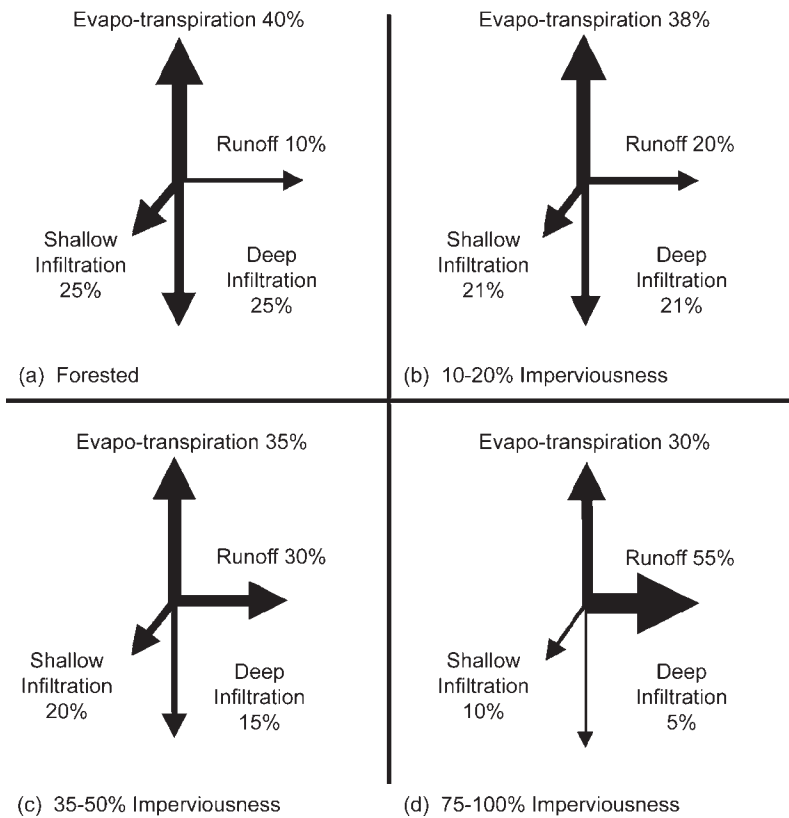 Evapo-transpiration 40%
Runoff 10%
Shallow
Infiltration
25%
Deep
Infiltration
25%
(a) Forested
Evapo-transpiration 38%
Runoff 20%
Shallow
Infiltration
21%
Deep
Infiltration
21%
(b) 10-20% Imperviousness
Evapo-transpiration 35%
Runoff 30%
Shallow
Infiltration
20%
Deep
Infiltration
15%
(c) 35-50% Imperviousness
Evapo-transpiration 30%
Runoff 55%
Shallow
Infiltration
10%
Deep
Infiltration
5%
(d) 75-100% Imperviousness